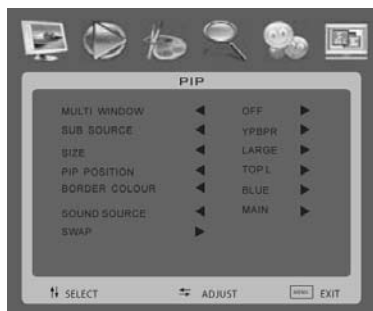 PIP
MULTI WINDOW OFF
SUB SOURCE YPBPR
SIZE LARGE
PIP POSITION TOP L
BORDER COLOUR BLUE
SOUND SOURCE MAIN
SWAP
SELECT ADJUST MENU EXIT